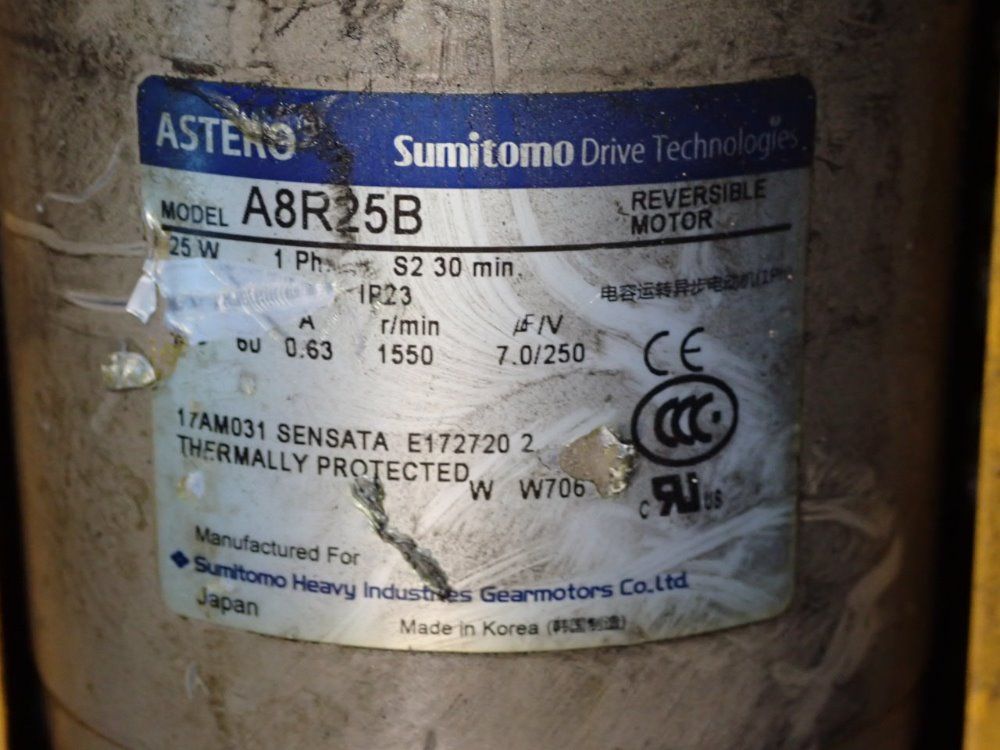 ASTERO
Sumitomo Drive Technologies
MODEL A8R25B
REVERSIBLE
MOTOR
25 W 1 Ph S2 30 min.
IP23
电容运转异步电动机
A r/min μF/V
60 0.63 1550 7.0/250
CE
CCC
17AM031 SENSATA E172720 2
THERMALLY PROTECTED
W W706
C RU US
Manufactured For
Sumitomo Heavy Industries Gearmotors Co.,Ltd.
Japan
Made in Korea (韩国制造)